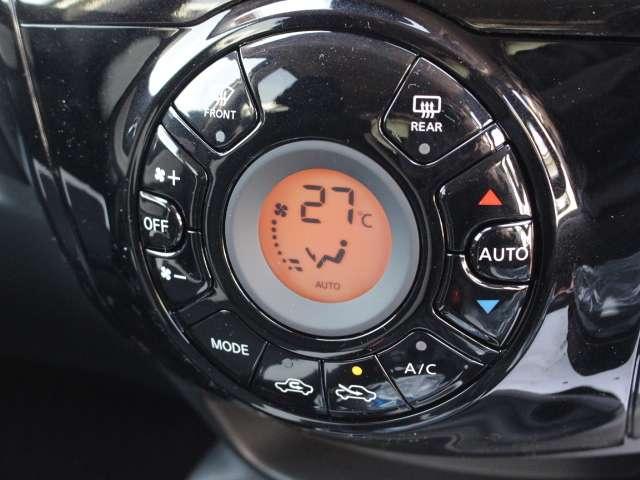 FRONT
REAR
+
OFF
-
27°C
AUTO
AUTO
MODE
A/C